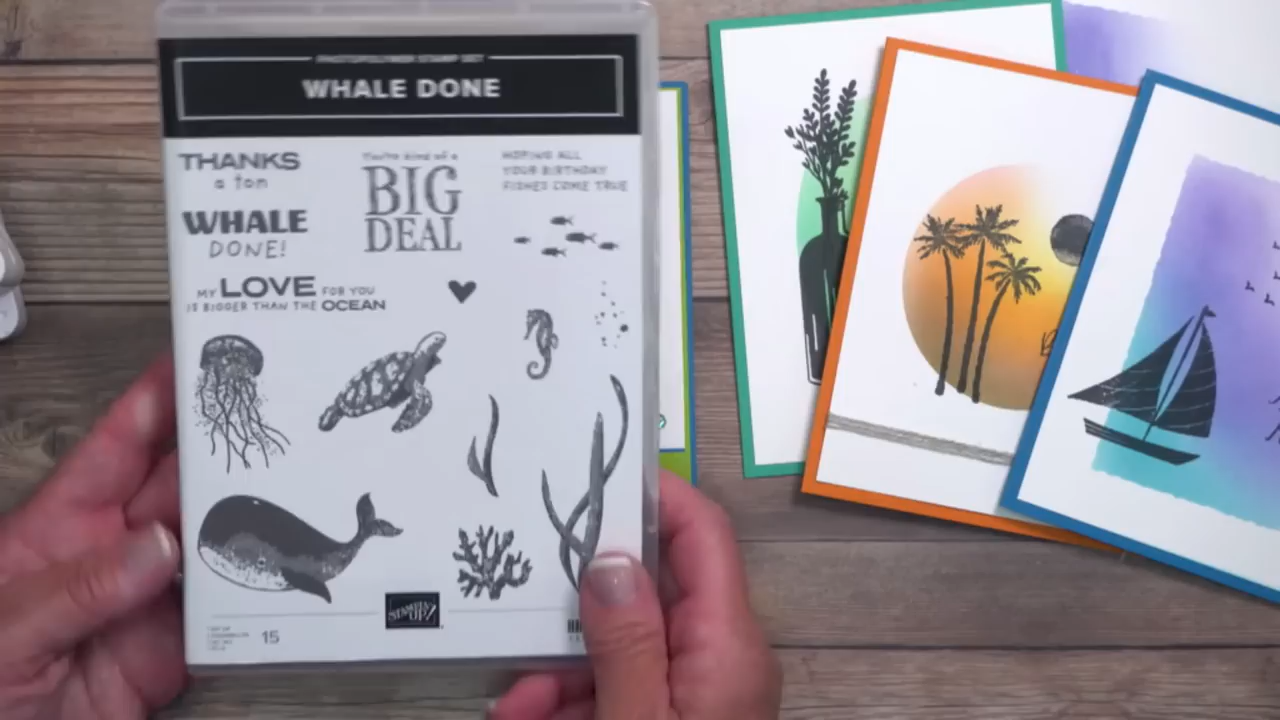 PHOTOPOLYMER STAMP SET
WHALE DONE
THANKS
a ton
WHALE
DONE!
You're kind of a
BIG
DEAL
HOPING ALL
YOUR BIRTHDAY
FISHES COME TRUE
MY LOVE FOR YOU
IS BIGGER THAN THE OCEAN
STAMPIN' UP!
15